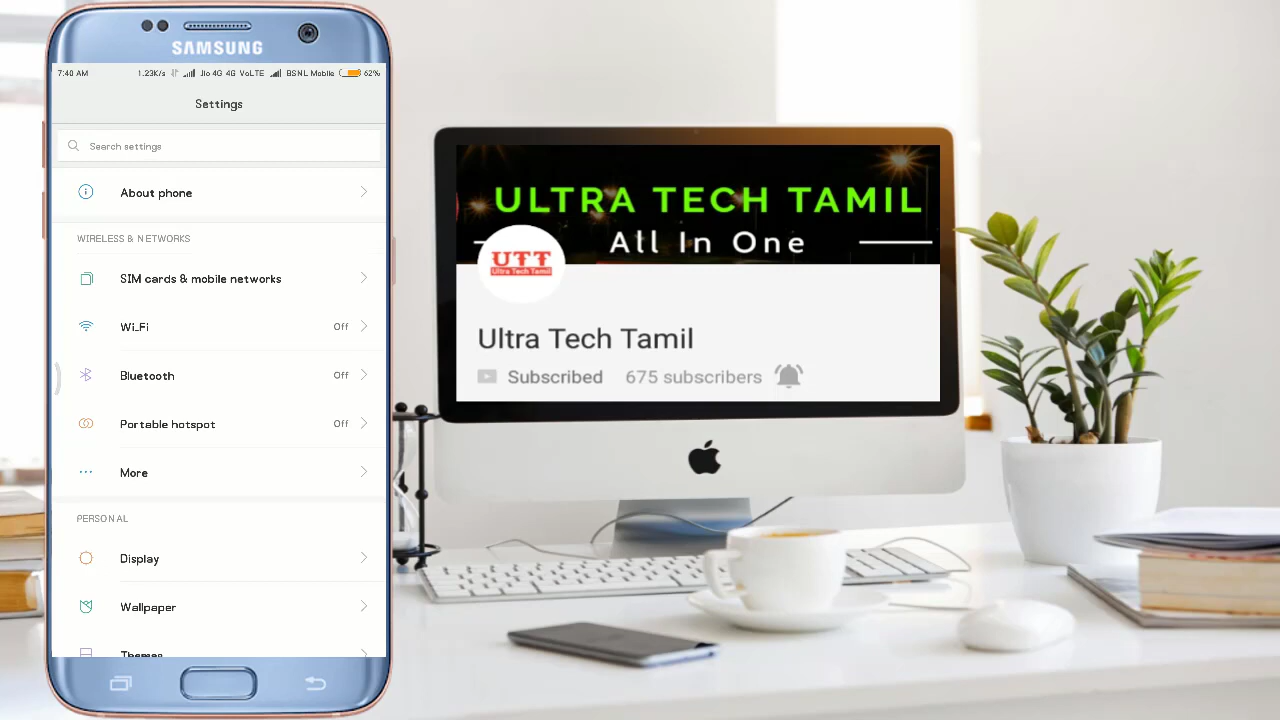 SAMSUNG
7:40 AM 1.23K/s Jio 4G 4G VoLTE BSNL Mobile 62%
Settings
Search settings
About phone
WIRELESS & NETWORKS
SIM cards & mobile networks
Wi-Fi Off
Bluetooth Off
Portable hotspot Off
More
PERSONAL
Display
Wallpaper
Themes
ULTRA TECH TAMIL
All In One
UTT
Ultra Tech Tamil
Ultra Tech Tamil
Subscribed 675 subscribers